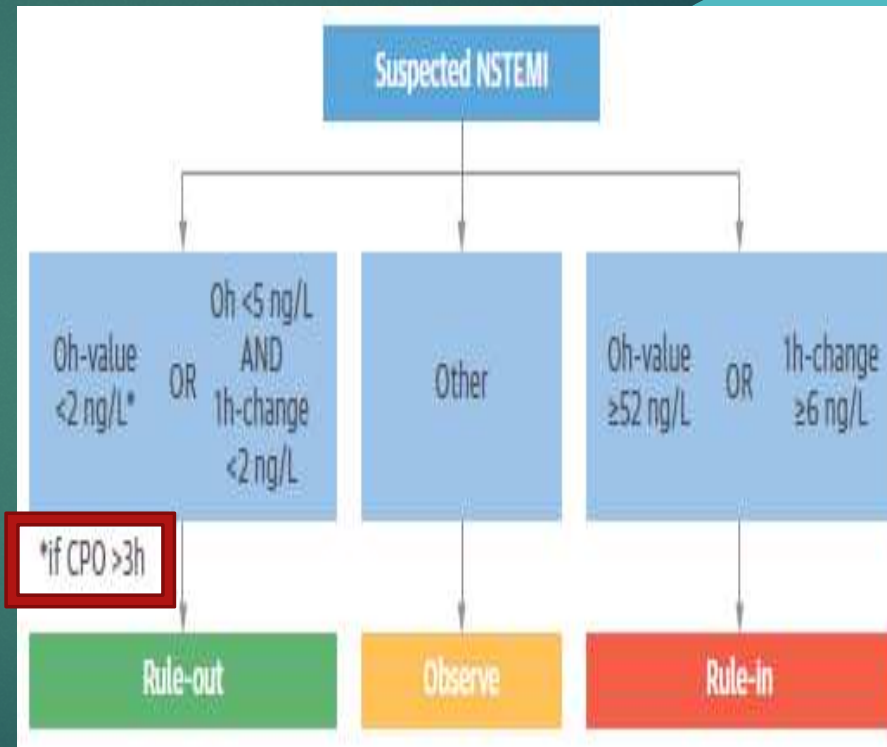 Suspected NSTEMI
0h-value
<2 ng/L*
OR
0h <5 ng/L
AND
1h-change
<2 ng/L
Other
0h-value
≥52 ng/L
OR
1h-change
≥6 ng/L
*if CPO >3h
Rule-out
Observe
Rule-in